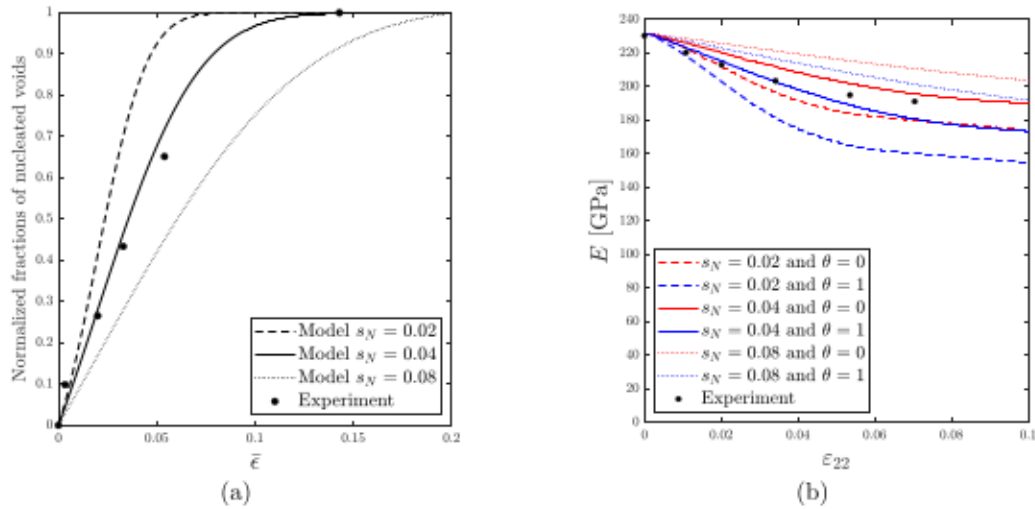 Normalized fractions of nucleated voids
1
0.9
0.8
0.7
0.6
0.5
0.4
0.3
0.2
0.1
0
0
0.05
0.1
0.15
0.2
ε̄
Model s_N = 0.02
Model s_N = 0.04
Model s_N = 0.08
Experiment
(a)
E [GPa]
240
220
200
180
160
140
120
100
80
60
40
20
0
0
0.02
0.04
0.06
0.08
0.1
ε₂₂
s_N = 0.02 and θ = 0
s_N = 0.02 and θ = 1
s_N = 0.04 and θ = 0
s_N = 0.04 and θ = 1
s_N = 0.08 and θ = 0
s_N = 0.08 and θ = 1
Experiment
(b)